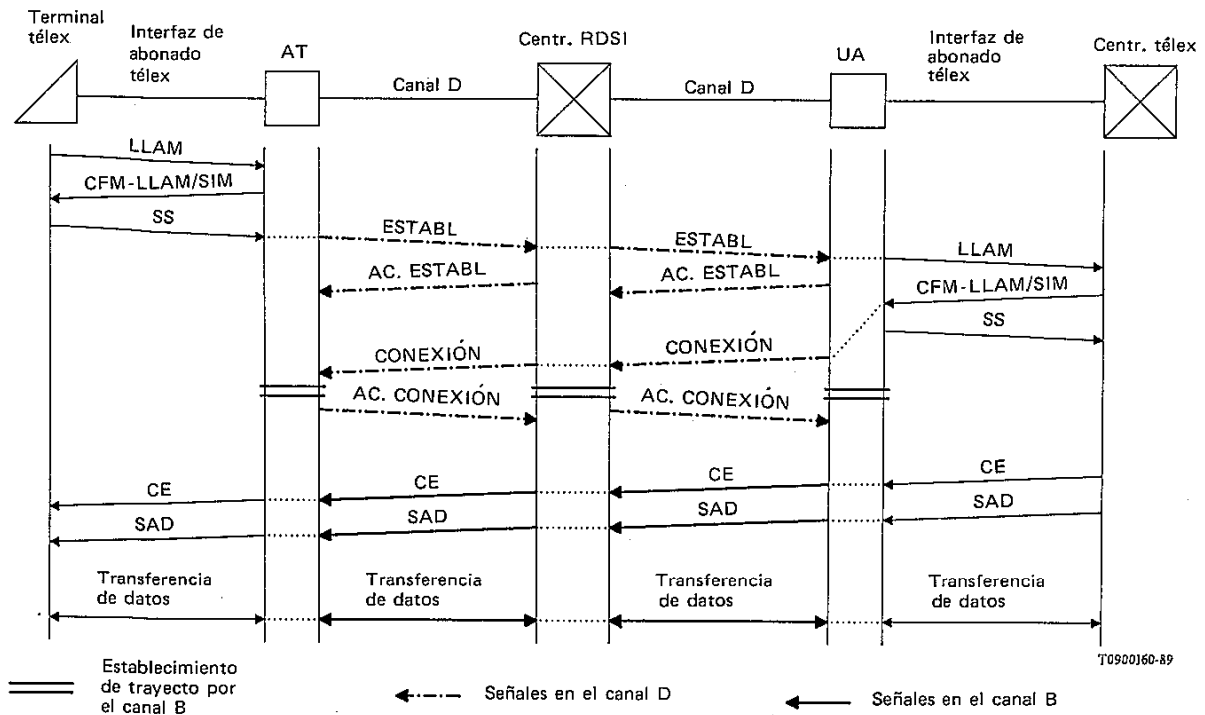 Terminal
télex
Interfaz de
abonado
télex
AT
Centr. RDSI
UA
Interfaz de
abonado
télex
Centr. télex
Canal D
Canal D
LLAM
CFM-LLAM/SIM
SS
ESTABL
ESTABL
LLAM
AC. ESTABL
AC. ESTABL
CFM-LLAM/SIM
SS
CONEXIÓN
CONEXIÓN
AC. CONEXIÓN
AC. CONEXIÓN
CE
CE
CE
CE
SAD
SAD
SAD
SAD
Transferencia
de datos
Transferencia
de datos
Transferencia
de datos
Transferencia
de datos
T0900160-89
Establecimiento
de trayecto por
el canal B
Señales en el canal D
Señales en el canal B